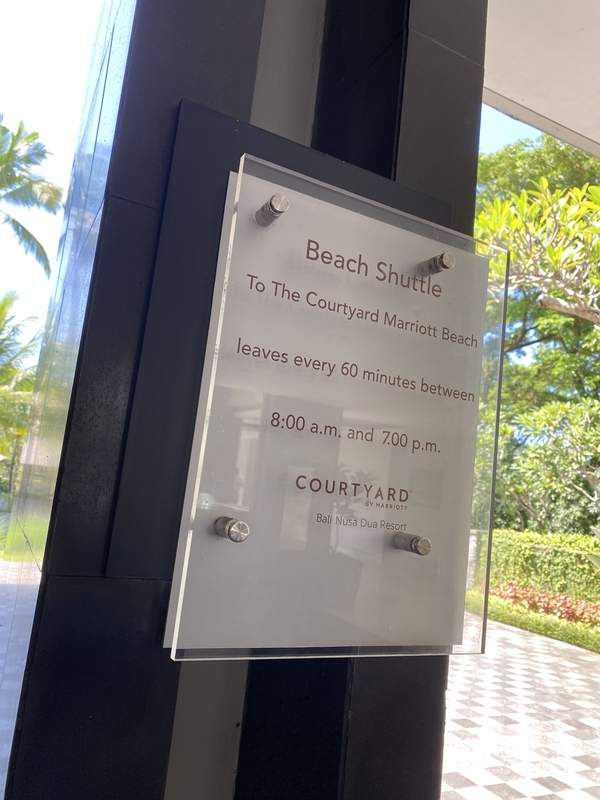 Beach Shuttle
To The Courtyard Marriott Beach
leaves every 60 minutes between
8:00 a.m. and 7.00 p.m.
COURTYARD
BY MARRIOTT
Bali Nusa Dua Resort